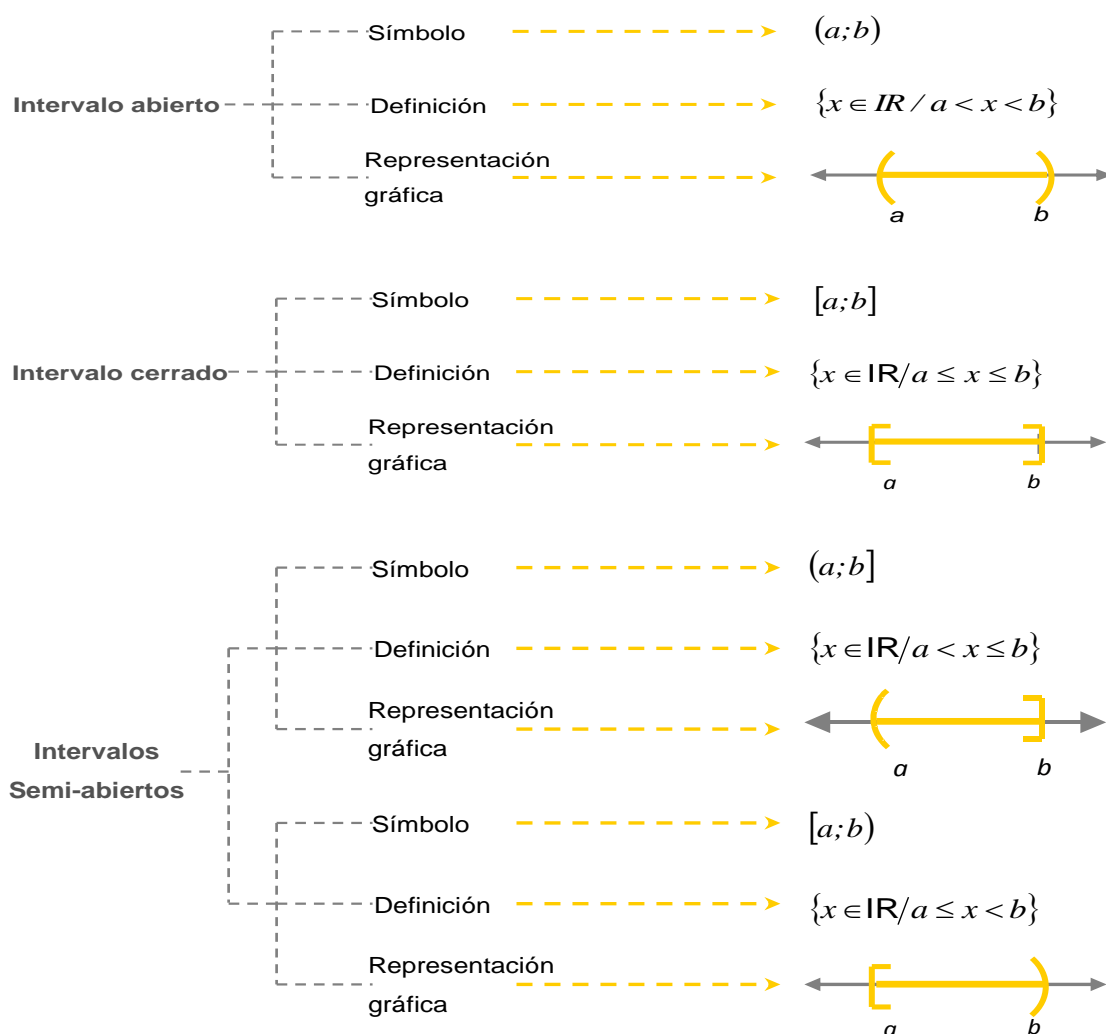 Símbolo
(a;b)
Intervalo abierto
Definición
{x ∈ IR / a < x < b}
Representación
gráfica
a
b
Símbolo
[a;b]
Intervalo cerrado
Definición
{x ∈ IR/a ≤ x ≤ b}
Representación
gráfica
a
b
Símbolo
(a;b]
Definición
{x ∈ IR/a < x ≤ b}
Representación
gráfica
a
b
Intervalos
Semi-abiertos
Símbolo
[a;b)
Definición
{x ∈ IR/a ≤ x < b}
Representación
gráfica
a
b